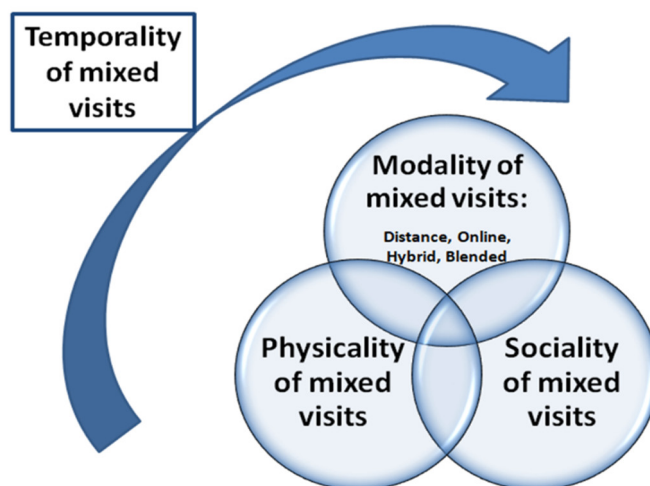 Temporality
of mixed
visits
Modality of
mixed visits:
Distance, Online,
Hybrid, Blended
Physicality
of mixed
visits
Sociality
of mixed
visits